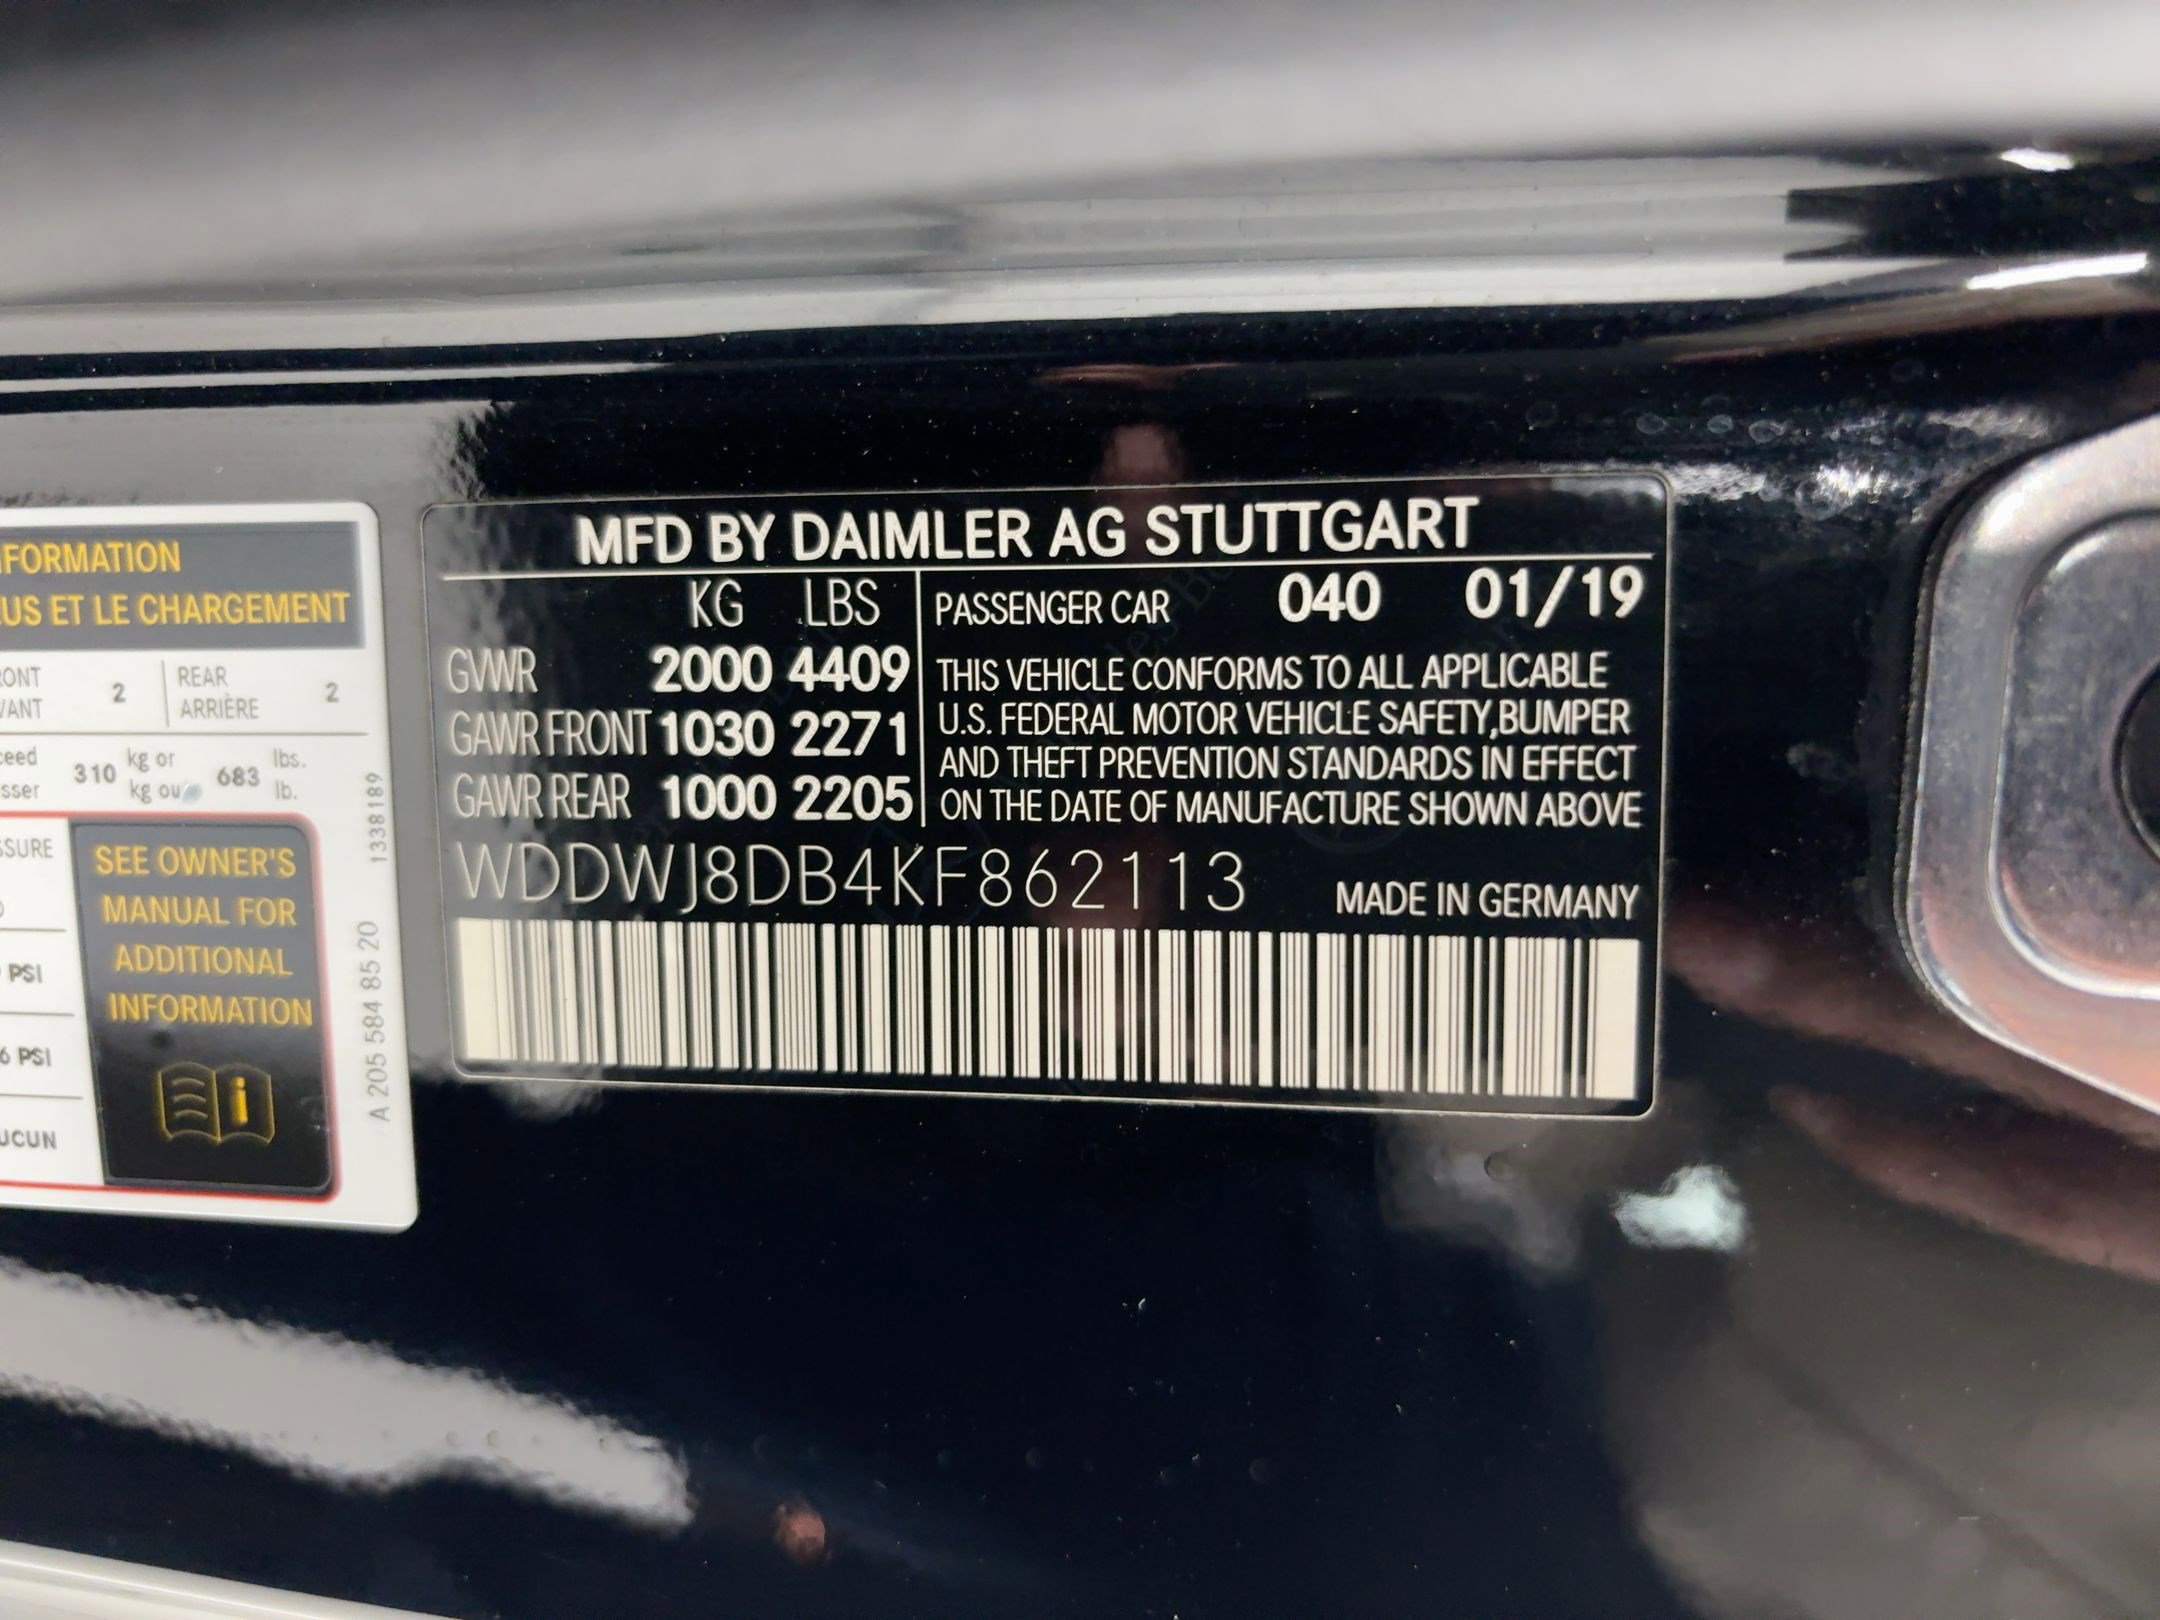 FORMATION
US ET LE CHARGEMENT
RONT
VANT
2
REAR
ARRIÈRE
2
ceed
sser
310
kg or
kg ou
683
lbs.
lb.
SSURE
PSI
6 PSI
UCUN
SEE OWNER'S
MANUAL FOR
ADDITIONAL
INFORMATION
1338189
A 205 584 85 20
MFD BY DAIMLER AG STUTTGART
KG LBS
GVWR 2000 4409
GAWR FRONT 1030 2271
GAWR REAR 1000 2205
PASSENGER CAR 040 01/19
THIS VEHICLE CONFORMS TO ALL APPLICABLE
U.S. FEDERAL MOTOR VEHICLE SAFETY,BUMPER
AND THEFT PREVENTION STANDARDS IN EFFECT
ON THE DATE OF MANUFACTURE SHOWN ABOVE
WDDWJ8DB4KF862113
MADE IN GERMANY